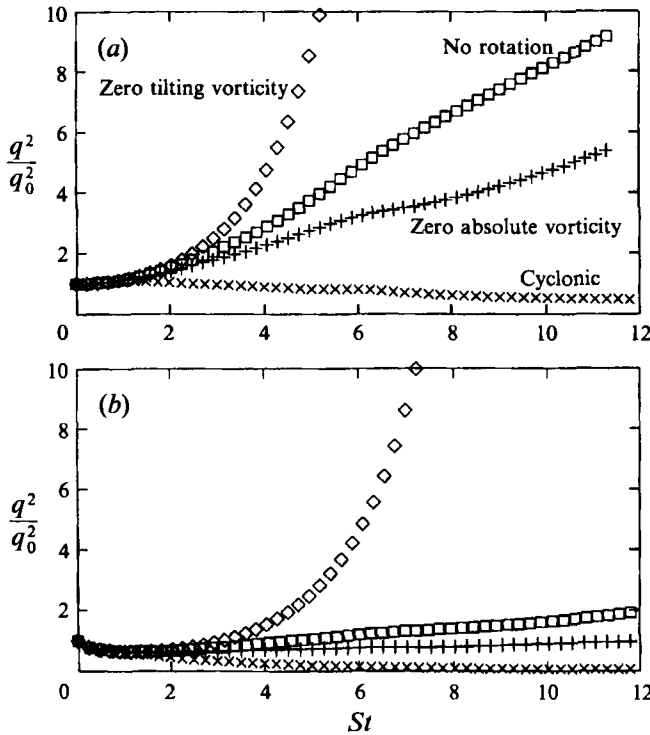 10
(a)
No rotation
8
Zero tilting vorticity
6
q²
q₀²
4
Zero absolute vorticity
2
Cyclonic
0 2 4 6 8 10 12
10
(b)
8
6
q²
q₀²
4
2
0 2 4 6 8 10 12
St